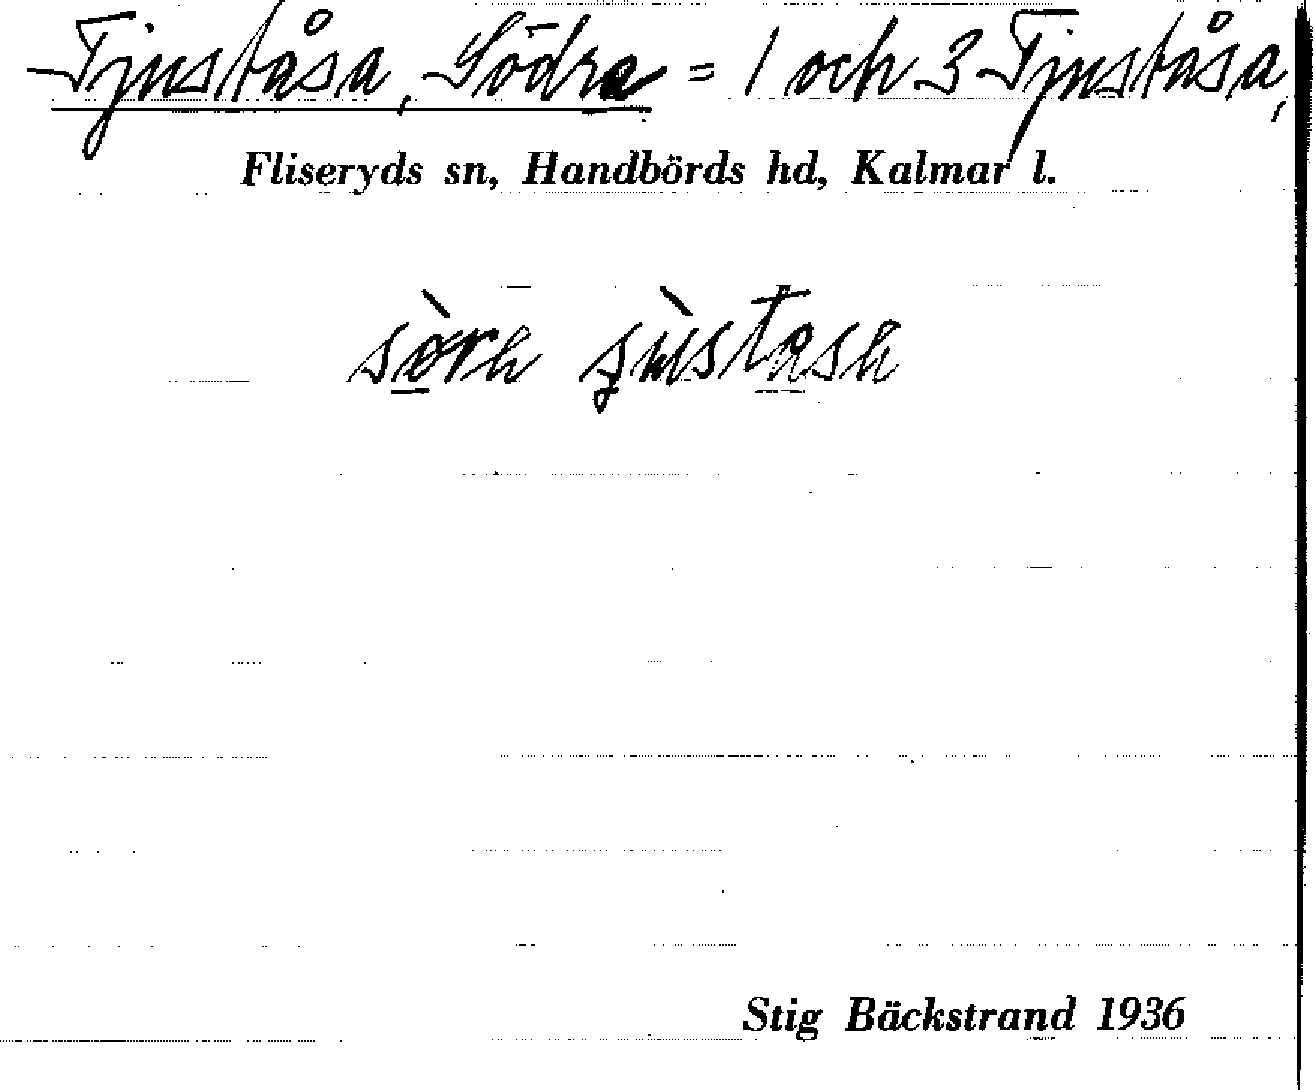 Tjuståsa, Södra = 1 och 3 Tjuståsa,
Fliseryds sn, Handbörds hd, Kalmar l.
Stig Bäckstrand 1936